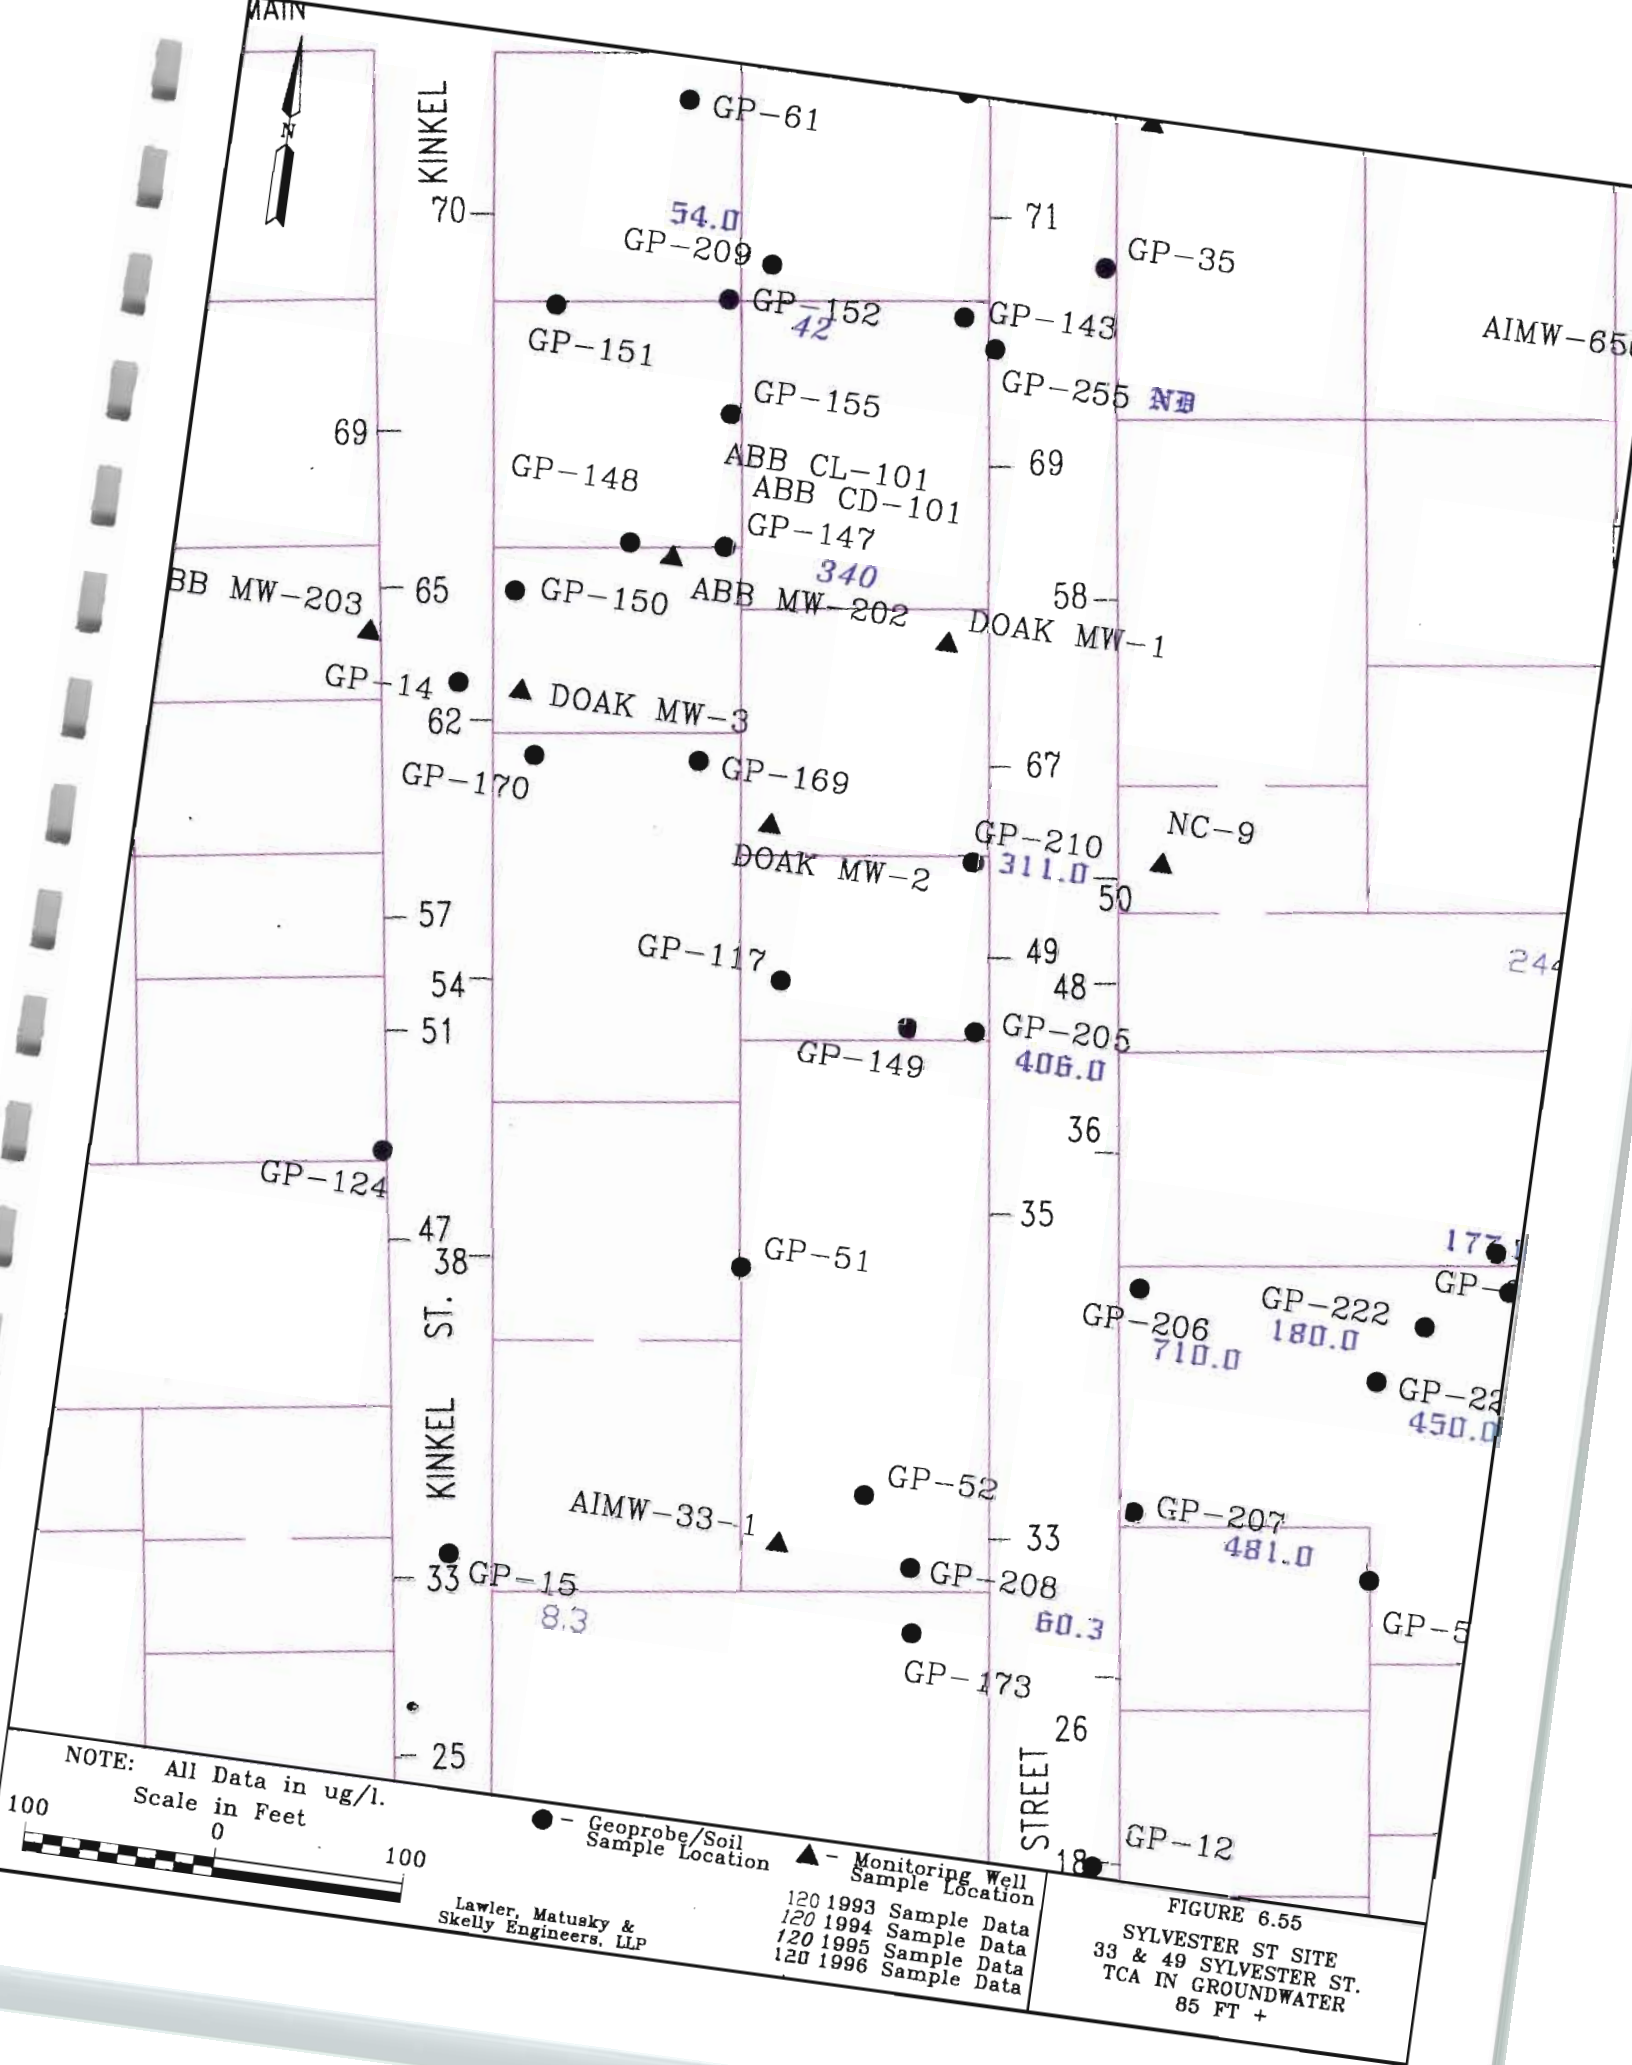 MAIN
N
KINKEL
GP-61
70
54.0
71
GP-209
GP-35
GP-152
42
GP-143
GP-151
GP-255 ND
GP-155
69
ABB CL-101
69
GP-148
ABB CD-101
GP-147
340
BB MW-203
65
GP-150
ABB MW-202
58
DOAK MW-1
GP-14
DOAK MW-3
62
GP-170
GP-169
67
NC-9
GP-210
DOAK MW-2
311.0
50
57
GP-117
49
54
48
51
GP-205
GP-149
406.0
36
GP-124
35
47
38
GP-51
ST.
GP-222
GP-206
180.0
710.0
450.0
KINKEL
GP-52
AIMW-33-1
GP-207
33
481.0
33
GP-15
GP-208
8.3
60.3
GP-173
26
25
STREET
GP-12
18
NOTE: All Data in ug/l.
Scale in Feet
100 0 100
- Geoprobe/Soil
Sample Location
- Monitoring Well
Sample Location
Lawler, Matusky &
Skelly Engineers, LLP
120 1993 Sample Data
120 1994 Sample Data
120 1995 Sample Data
120 1996 Sample Data
FIGURE 6.55
SYLVESTER ST SITE
33 & 49 SYLVESTER ST.
TCA IN GROUNDWATER
85 FT +